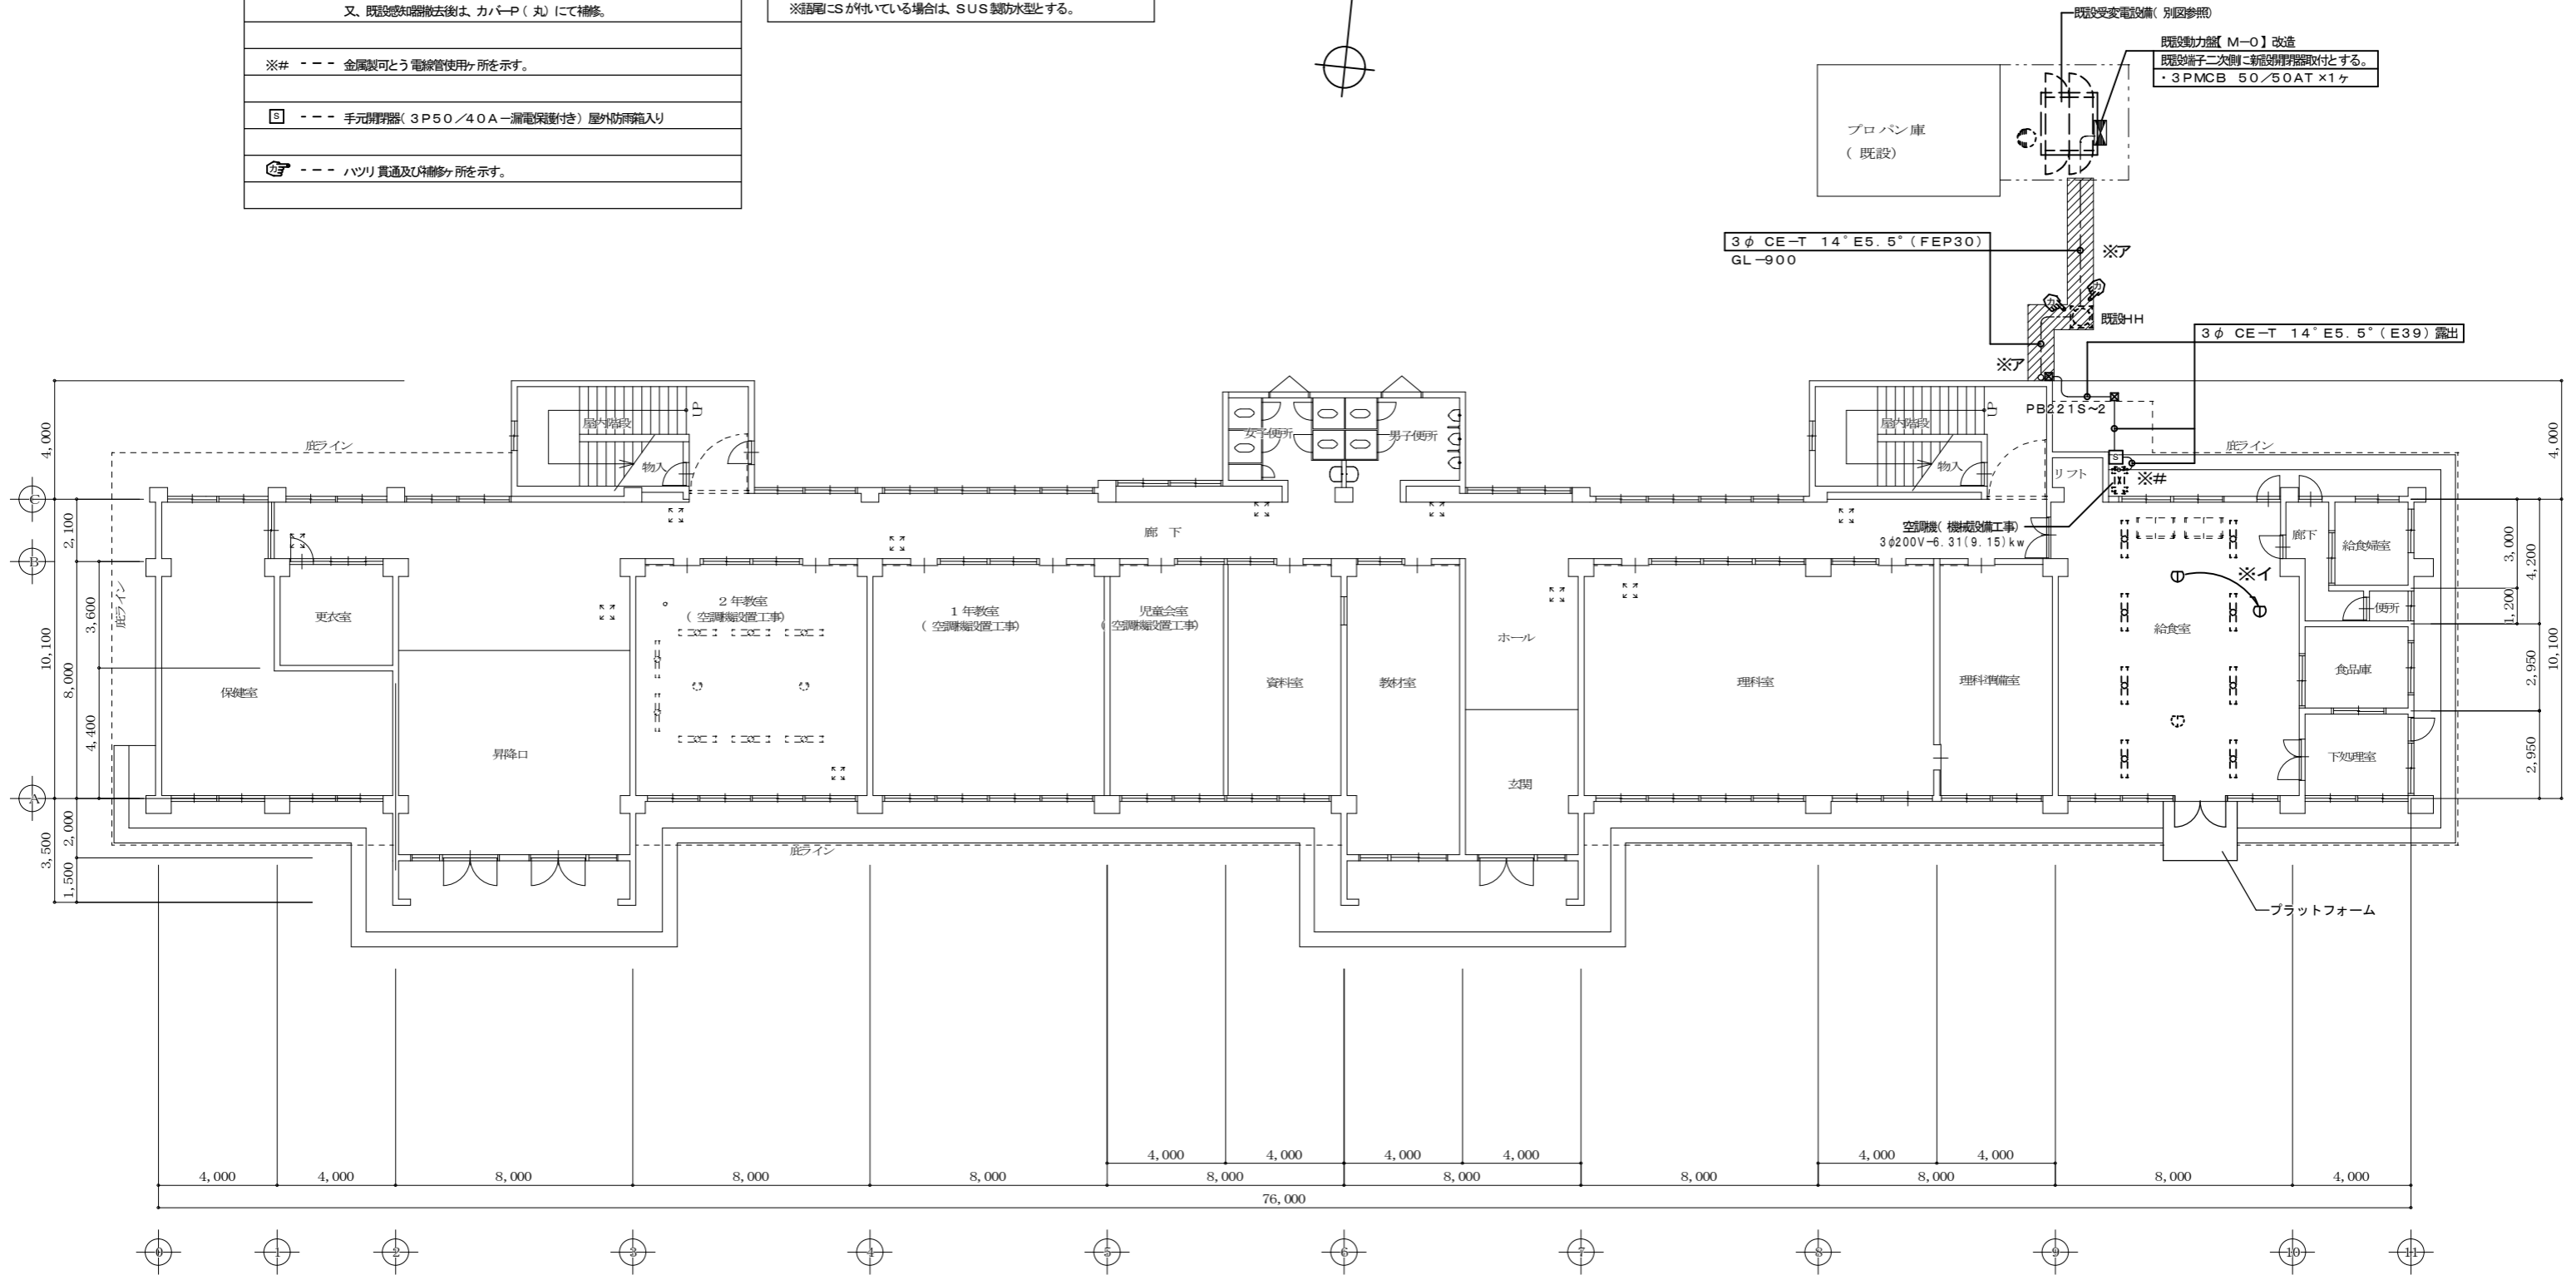 又、既設感知器撤去後は、カバーP(丸)にて補修。
※語尾にSが付いている場合は、SUS製防水型とする。
※# --- 金属製可とう電線管使用ヶ所を示す。
S --- 手元開閉器(3P50/40A-漏電保護付き)屋外防雨箱入り
カ --- ハツリ貫通及び補修ヶ所を示す。
既設受変電設備(別図参照)
既設動力盤【M-0】改造
既設端子二次側に新設開閉器取付とする。
・3PMCB 50/50AT×1ヶ
プロパン庫
(既設)
3φ CE-T 14°E5.5°(FEP30)
GL-900
※ア
カ
カ
既設HH
3φ CE-T 14°E5.5°(E39)露出
※ア
PB221S~2
屋内階段
UP
物入
庇ライン
女子便所
男子便所
屋内階段
UP
物入
リフト
S
※#
庇ライン
空調機(機械設備工事)
3φ200V-6.31(9.15)kw
廊 下
廊下
給食婦室
※イ
便所
給食室
食品庫
下処理室
庇ライン
更衣室
保健室
昇降口
2年教室
(空調機設置工事)
1年教室
(空調機設置工事)
児童会室
(空調機設置工事)
資料室
教材室
ホール
玄関
理科室
理科準備室
庇ライン
プラットフォーム
C
B
A
4,000
2,100
3,600
4,400
8,000
10,100
2,000
1,500
3,500
4,000
3,000
1,200
4,200
2,950
2,950
10,100
4,000
4,000
4,000
4,000
4,000
4,000
4,000
4,000
8,000
8,000
8,000
8,000
8,000
8,000
8,000
8,000
4,000
76,000
0
1
2
3
4
5
6
7
8
9
10
11